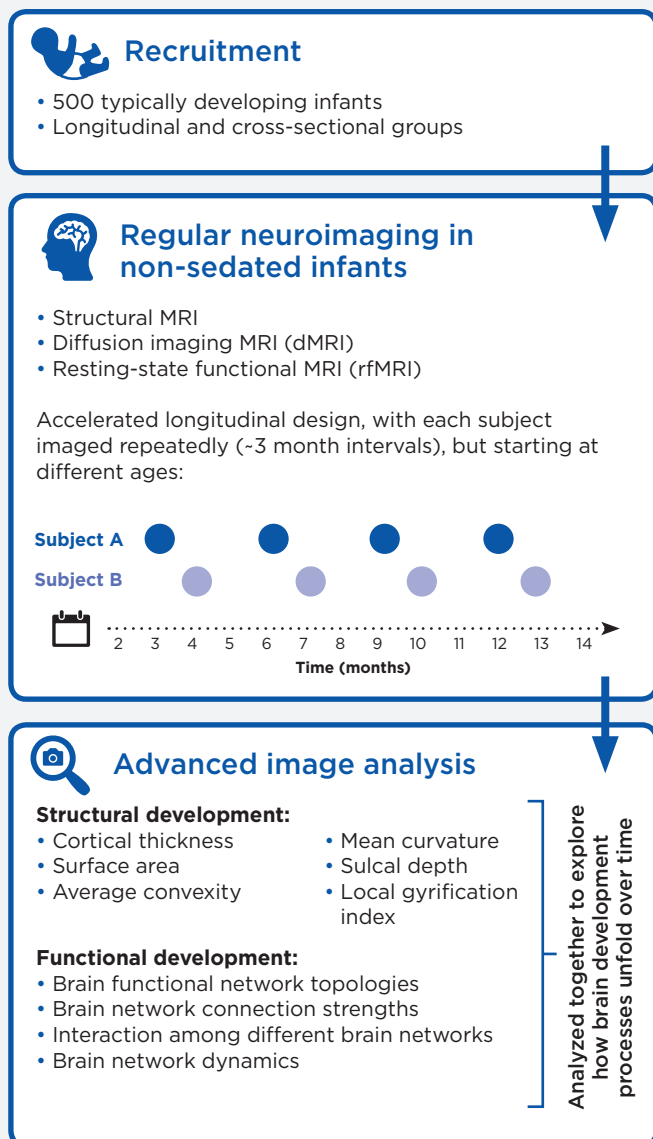 Recruitment
• 500 typically developing infants
• Longitudinal and cross-sectional groups
Regular neuroimaging in
non-sedated infants
• Structural MRI
• Diffusion imaging MRI (dMRI)
• Resting-state functional MRI (rfMRI)
Accelerated longitudinal design, with each subject
imaged repeatedly (~3 month intervals), but starting at
different ages:
Subject A
Subject B
2 3 4 5 6 7 8 9 10 11 12 13 14
Time (months)
Advanced image analysis
Structural development:
• Cortical thickness
• Surface area
• Average convexity
• Mean curvature
• Sulcal depth
• Local gyrification
index
Functional development:
• Brain functional network topologies
• Brain network connection strengths
• Interaction among different brain networks
• Brain network dynamics
Analyzed together to explore
how brain development
processes unfold over time